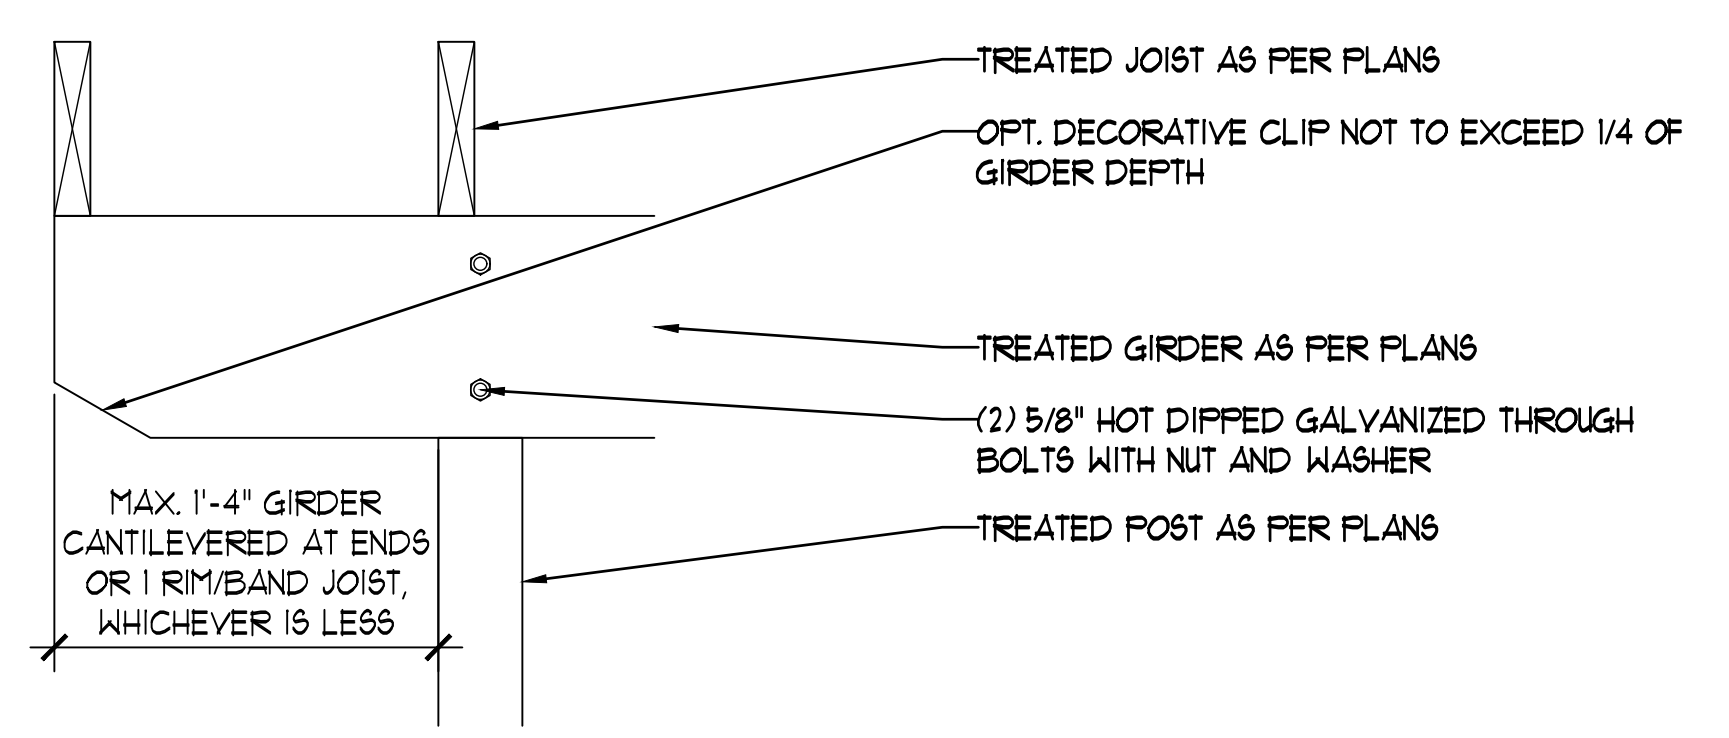 TREATED JOIST AS PER PLANS
OPT. DECORATIVE CLIP NOT TO EXCEED 1/4 OF
GIRDER DEPTH
TREATED GIRDER AS PER PLANS
(2) 5/8" HOT DIPPED GALVANIZED THROUGH
BOLTS WITH NUT AND WASHER
TREATED POST AS PER PLANS
MAX. 1'-4" GIRDER
CANTILEVERED AT ENDS
OR 1 RIM/BAND JOIST,
WHICHEVER IS LESS